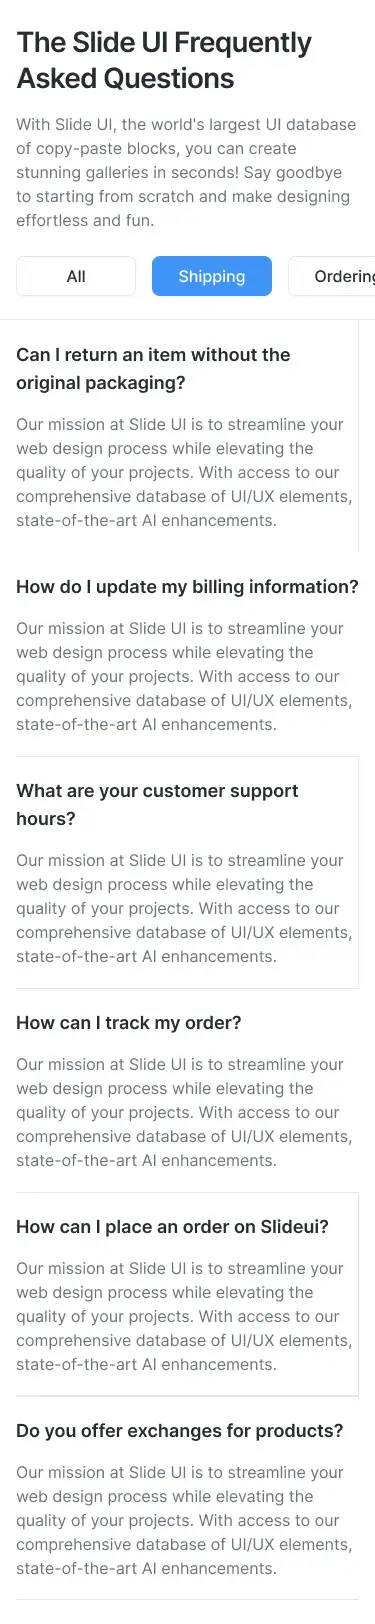 The Slide UI Frequently
Asked Questions
With Slide UI, the world's largest UI database
of copy-paste blocks, you can create
stunning galleries in seconds! Say goodbye
to starting from scratch and make designing
effortless and fun.
All Shipping Ordering
Can I return an item without the
original packaging?
Our mission at Slide UI is to streamline your
web design process while elevating the
quality of your projects. With access to our
comprehensive database of UI/UX elements,
state-of-the-art AI enhancements.
How do I update my billing information?
Our mission at Slide UI is to streamline your
web design process while elevating the
quality of your projects. With access to our
comprehensive database of UI/UX elements,
state-of-the-art AI enhancements.
What are your customer support
hours?
Our mission at Slide UI is to streamline your
web design process while elevating the
quality of your projects. With access to our
comprehensive database of UI/UX elements,
state-of-the-art AI enhancements.
How can I track my order?
Our mission at Slide UI is to streamline your
web design process while elevating the
quality of your projects. With access to our
comprehensive database of UI/UX elements,
state-of-the-art AI enhancements.
How can I place an order on Slideui?
Our mission at Slide UI is to streamline your
web design process while elevating the
quality of your projects. With access to our
comprehensive database of UI/UX elements,
state-of-the-art AI enhancements.
Do you offer exchanges for products?
Our mission at Slide UI is to streamline your
web design process while elevating the
quality of your projects. With access to our
comprehensive database of UI/UX elements,
state-of-the-art AI enhancements.